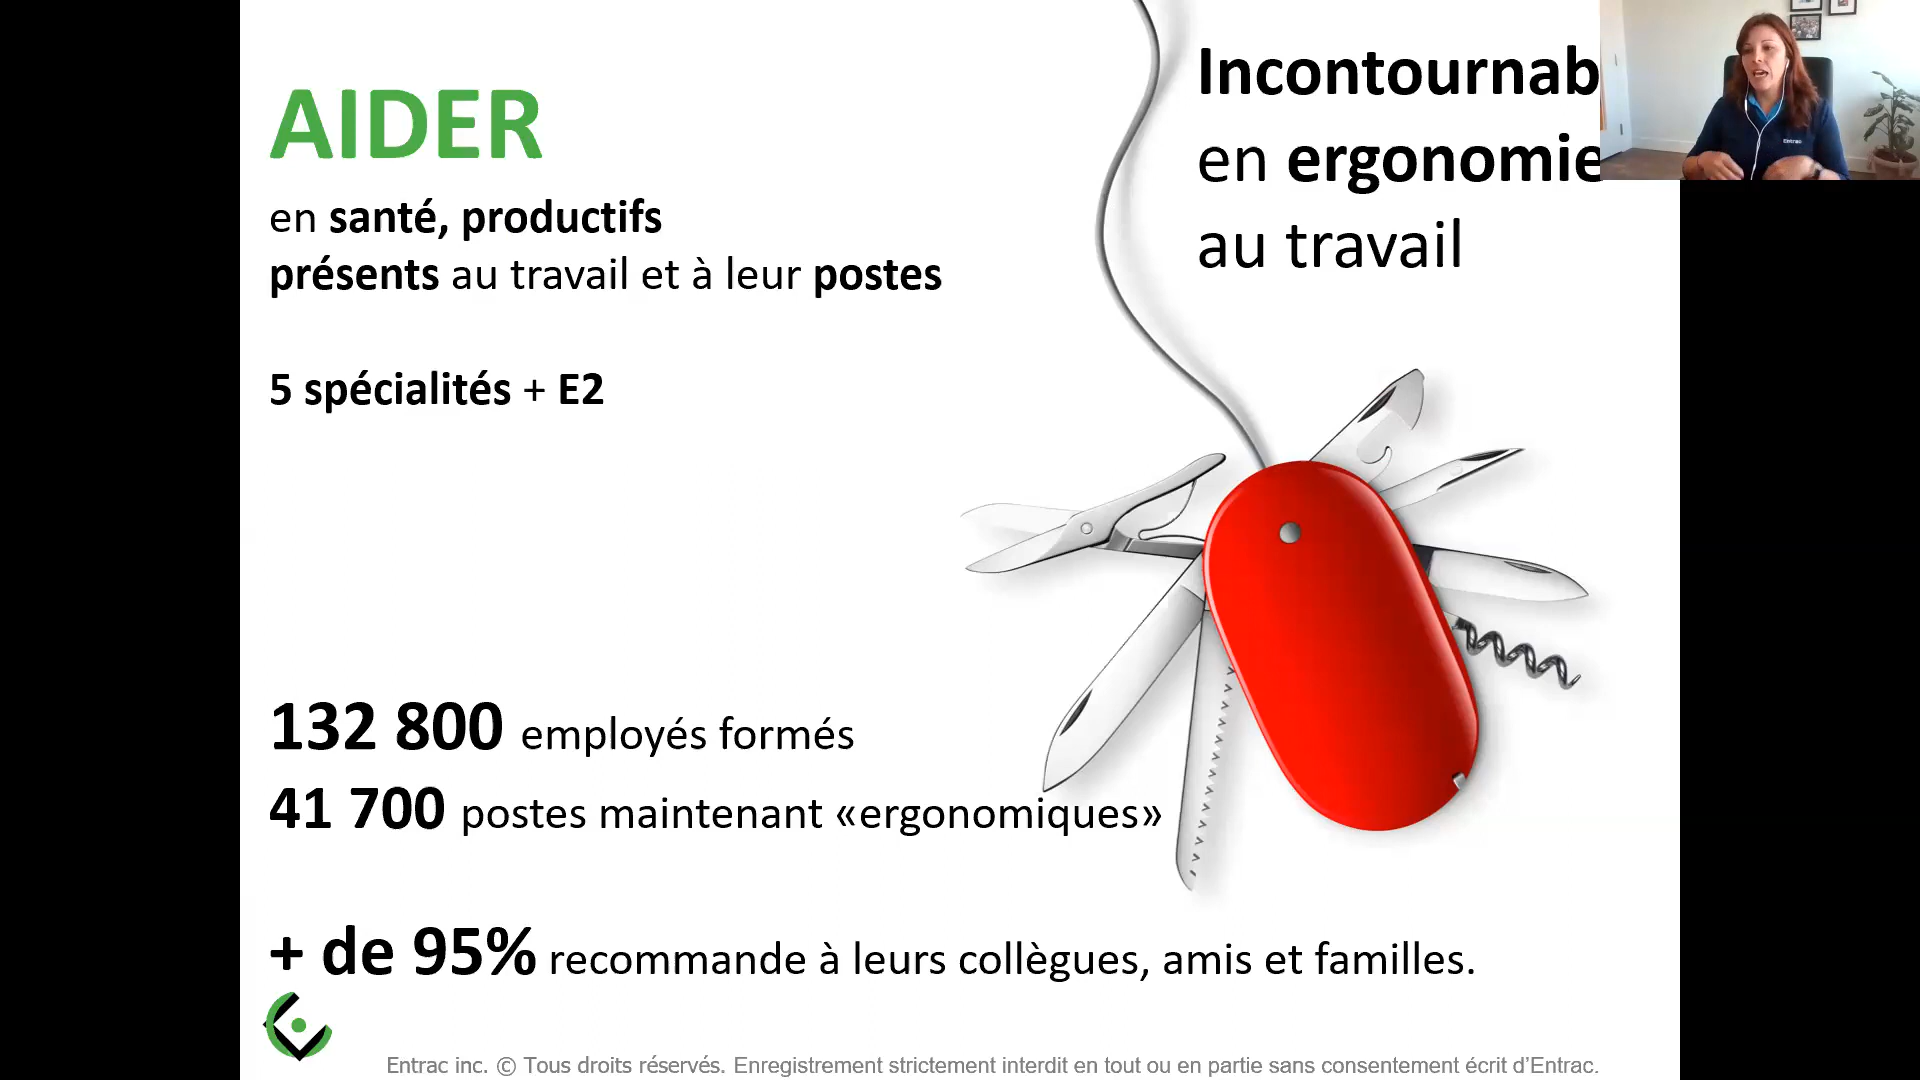 AIDER
en santé, productifs
présents au travail et à leur postes
5 spécialités + E2
132 800 employés formés
41 700 postes maintenant «ergonomiques»
+ de 95% recommande à leurs collègues, amis et familles.
Incontournab
en ergonomie
au travail
Entrac
Entrac inc. © Tous droits réservés. Enregistrement strictement interdit en tout ou en partie sans consentement écrit d’Entrac.